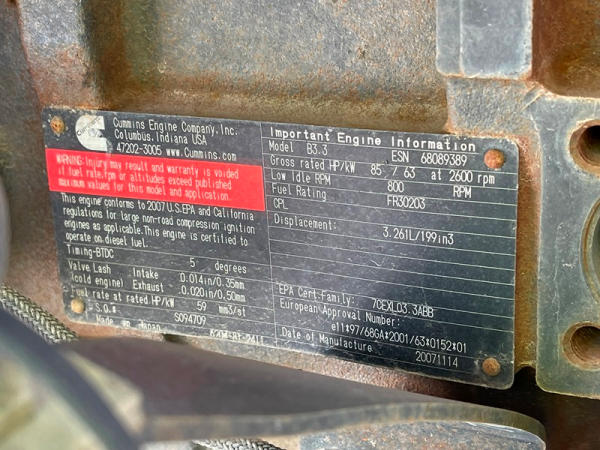 Cummins Engine Company, Inc.
Columbus, Indiana USA
47202-3005 www.Cummins.com
WARNING: Injury may result and warranty is voided
if fuel rate, rpm or altitudes exceed published
maximum values for this model and application.
This engine conforms to 2007 U.S.EPA and California
regulations for large non-road compression ignition
engines as applicable. This engine is certified to
operate on diesel fuel.
Timing-BTDC 5 degrees
Valve Lash Intake 0.014in/0.35mm
(cold engine) Exhaust 0.020in/0.50mm
Fuel rate at rated HP/kW 59 mm3/st
S.O.# S094709
Made in Japan
Important Engine Information
Model B3.3 ESN 68089389
Gross rated HP/kW 85 / 63 at 2600 rpm
Low Idle RPM 800 RPM
Fuel Rating FR30203
CPL
Displacement: 3.261L/199in3
EPA Cert Family: 7CEXL03.3ABB
European Approval Number:
e11*97/68GA*2001/63*0152*01
Date of Manufacture 20071114